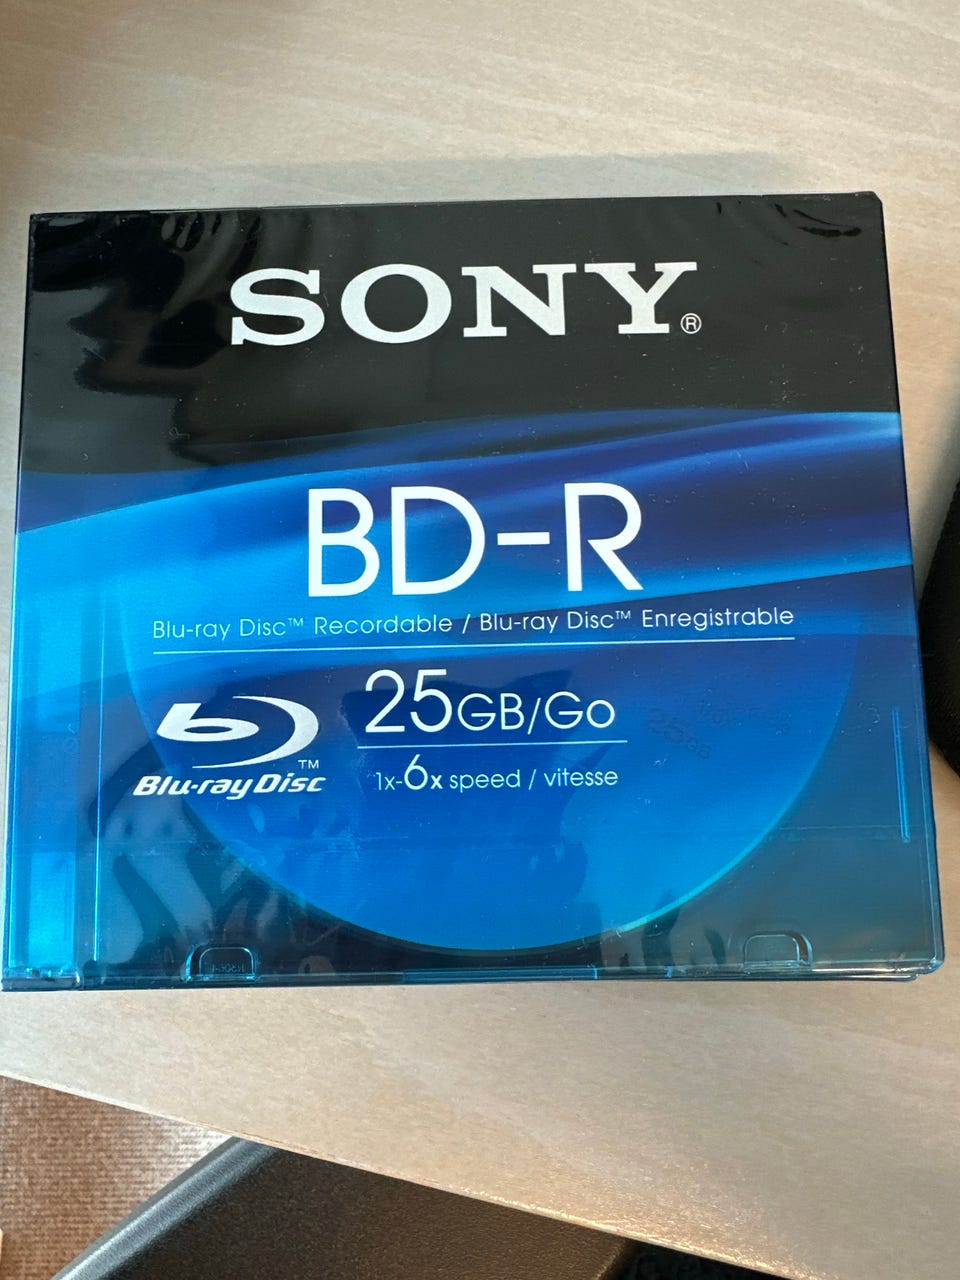 SONY®
BD-R
Blu-ray Disc™ Recordable / Blu-ray Disc™ Enregistrable
25GB/Go
1x-6x speed / vitesse
Blu-ray Disc™